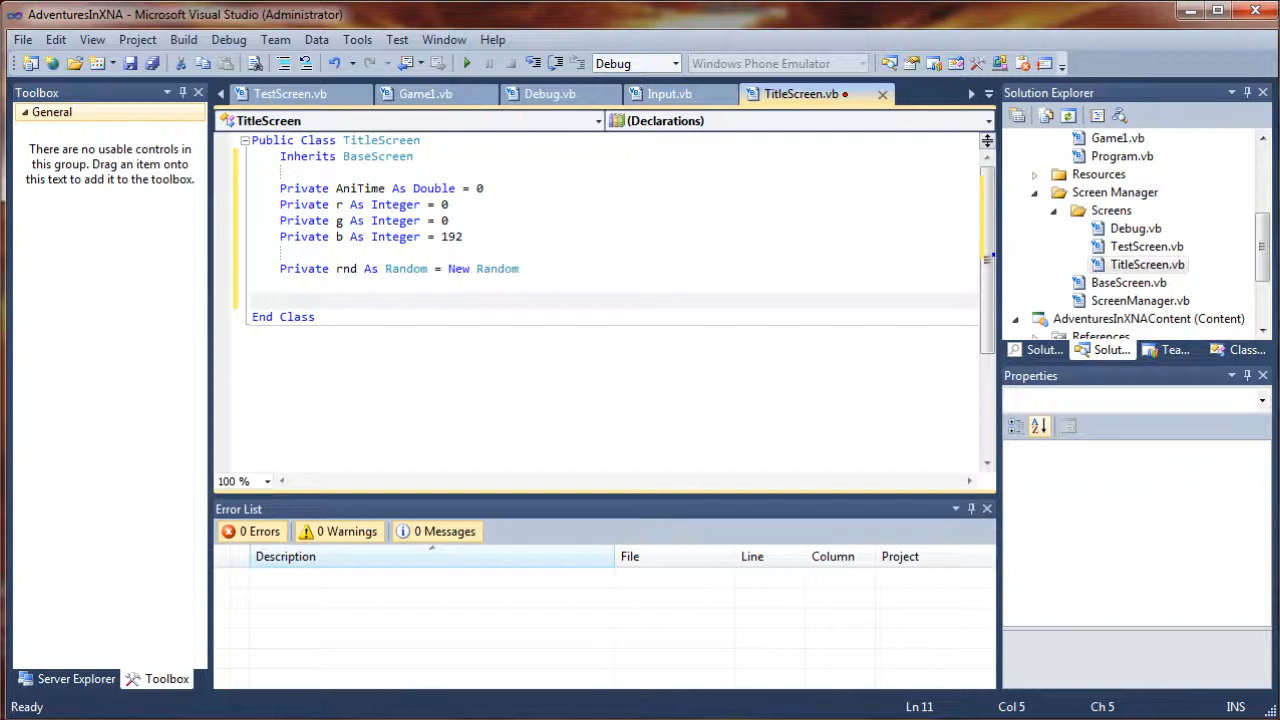 AdventuresInXNA - Microsoft Visual Studio (Administrator)
File Edit View Project Build Debug Team Data Tools Test Window Help
Debug Windows Phone Emulator
Toolbox
General
There are no usable controls in
this group. Drag an item onto
this text to add it to the toolbox.
Server Explorer Toolbox
TestScreen.vb Game1.vb Debug.vb Input.vb TitleScreen.vb
TitleScreen (Declarations)
Public Class TitleScreen
Inherits BaseScreen
Private AniTime As Double = 0
Private r As Integer = 0
Private g As Integer = 0
Private b As Integer = 192
Private rnd As Random = New Random
End Class
100 %
Error List
0 Errors 0 Warnings 0 Messages
Description File Line Column Project
Solution Explorer
Game1.vb
Program.vb
Resources
Screen Manager
Screens
Debug.vb
TestScreen.vb
TitleScreen.vb
BaseScreen.vb
ScreenManager.vb
AdventuresInXNAContent (Content)
References
Solut... Solut... Tea... Class...
Properties
Ready Ln 11 Col 5 Ch 5 INS